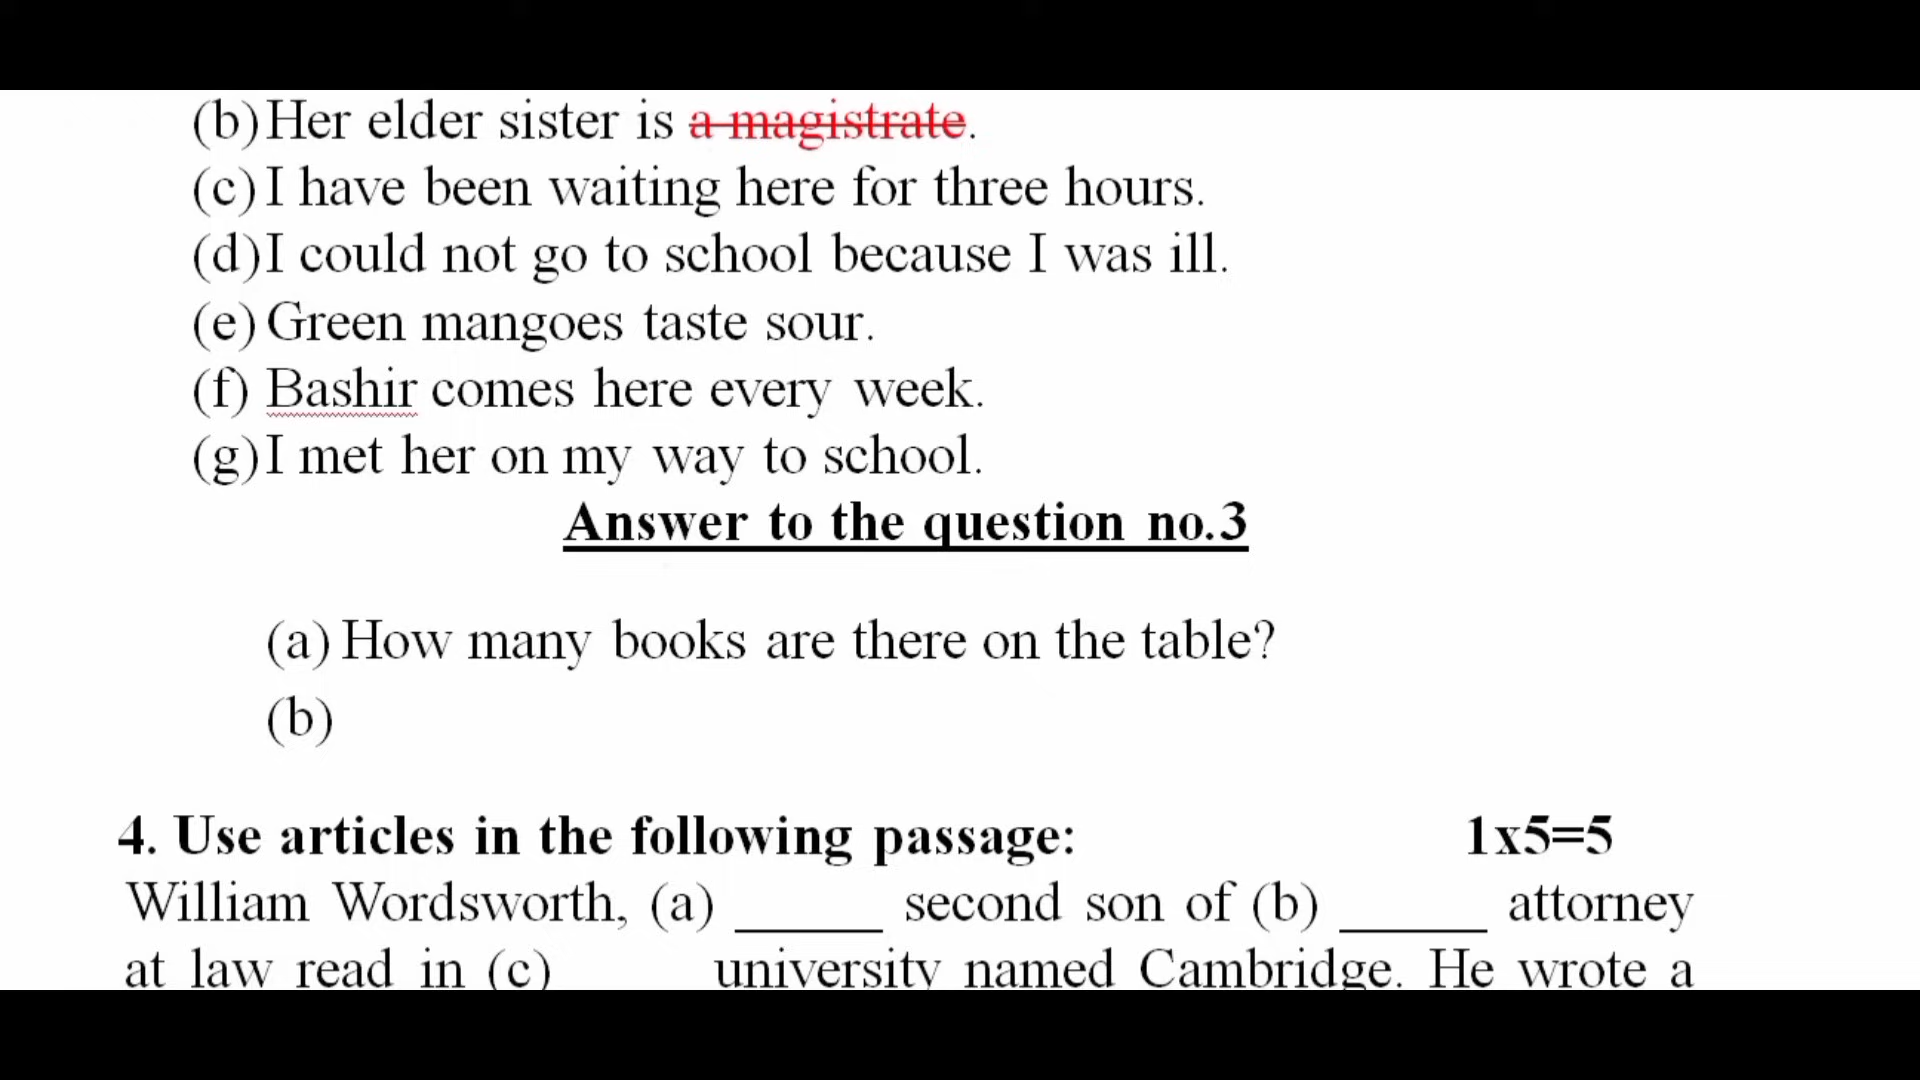 (b) Her elder sister is a magistrate.
(c) I have been waiting here for three hours.
(d) I could not go to school because I was ill.
(e) Green mangoes taste sour.
(f) Bashir comes here every week.
(g) I met her on my way to school.
Answer to the question no.3
(a) How many books are there on the table?
(b)
4. Use articles in the following passage: 1x5=5
William Wordsworth, (a) ______ second son of (b) ______ attorney
at law read in (c) university named Cambridge. He wrote a